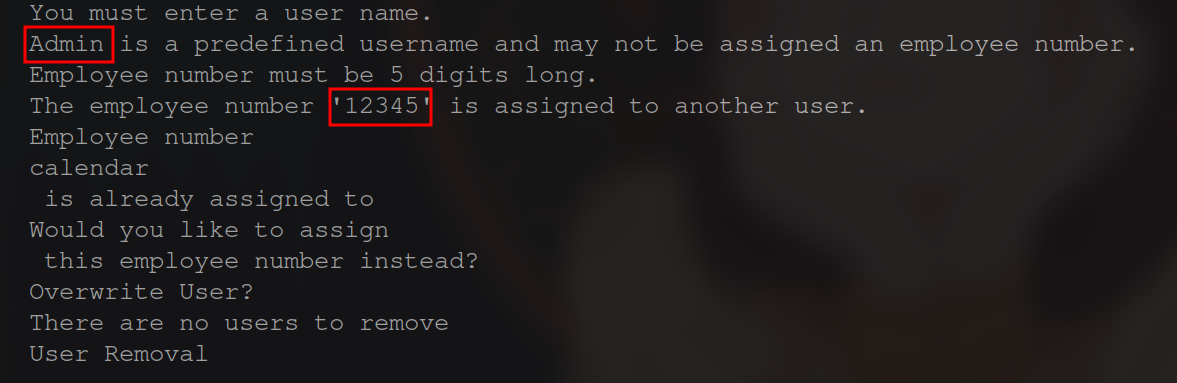 You must enter a user name.
Admin is a predefined username and may not be assigned an employee number.
Employee number must be 5 digits long.
The employee number '12345' is assigned to another user.
Employee number
calendar
 is already assigned to
Would you like to assign
 this employee number instead?
Overwrite User?
There are no users to remove
User Removal